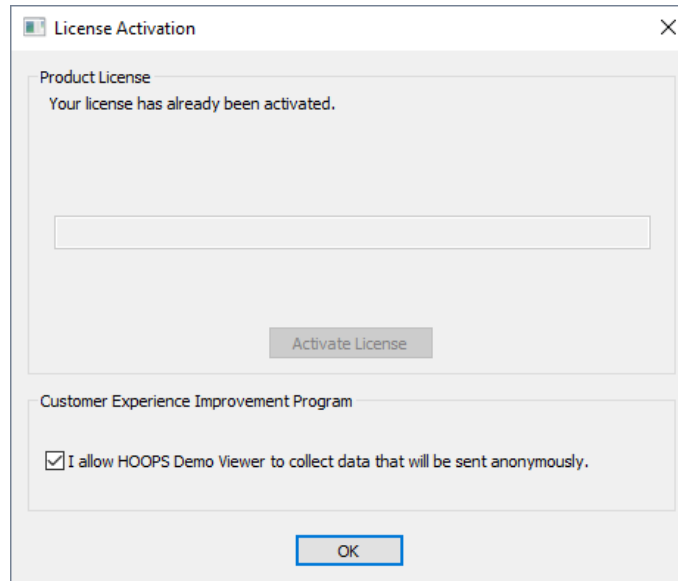 License Activation
Product License
Your license has already been activated.
Activate License
Customer Experience Improvement Program
I allow HOOPS Demo Viewer to collect data that will be sent anonymously.
OK